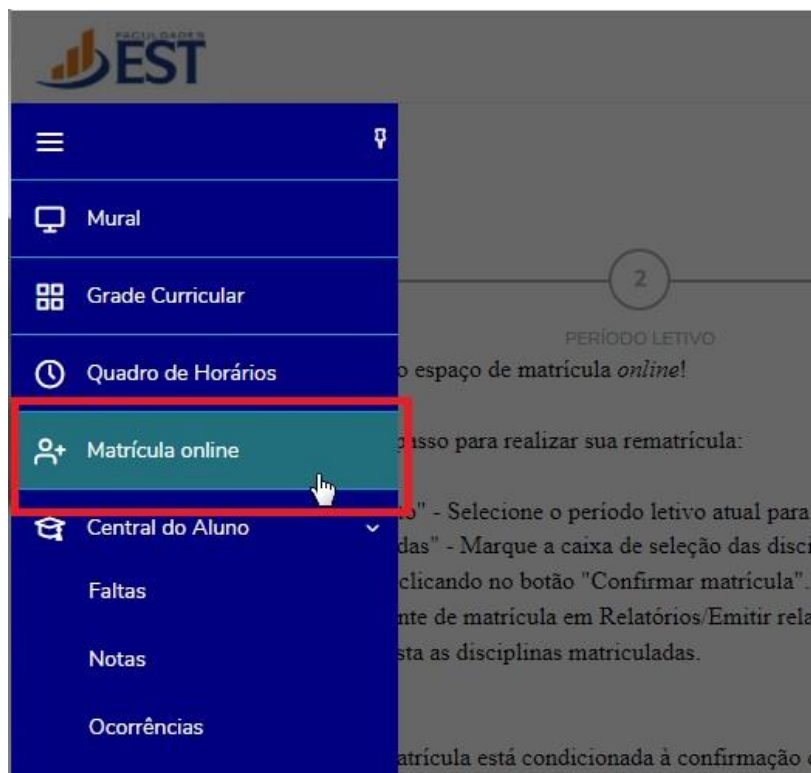 FACULDADES
EST
Mural
Grade Curricular
Quadro de Horários
Matrícula online
Central do Aluno
Faltas
Notas
Ocorrências
2
PERÍODO LETIVO
o espaço de matrícula online!
passo para realizar sua rematrícula:
" - Selecione o período letivo atual para
das" - Marque a caixa de seleção das disci
clicando no botão "Confirmar matrícula".
nte de matrícula em Relatórios/Emitir rela
sta as disciplinas matriculadas.
atrícula está condicionada à confirmação